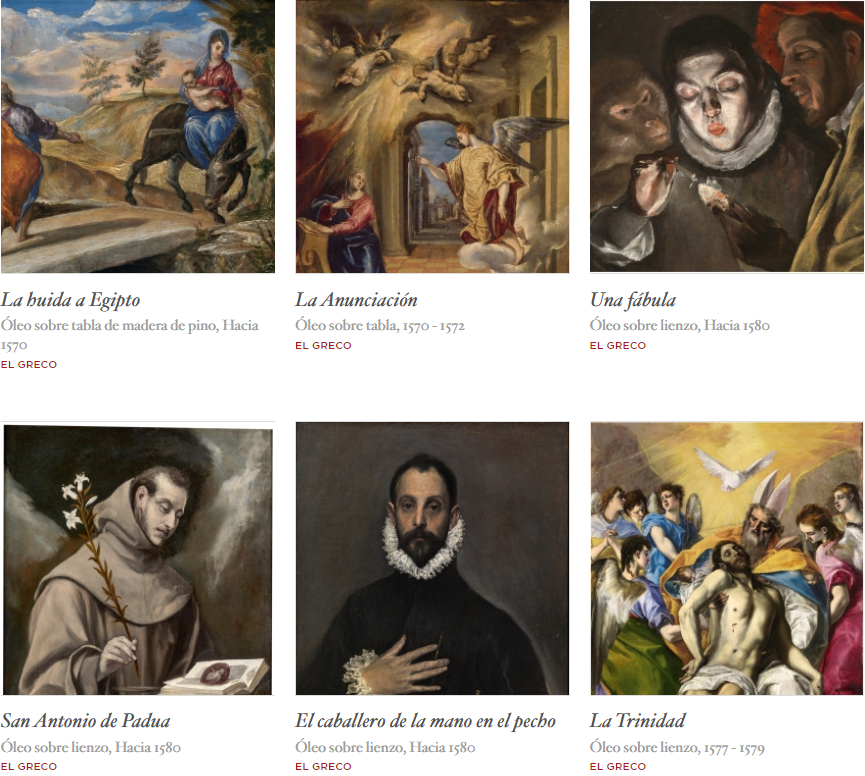 La huida a Egipto
Óleo sobre tabla de madera de pino, Hacia
1570
EL GRECO
La Anunciación
Óleo sobre tabla, 1570 - 1572
EL GRECO
Una fábula
Óleo sobre lienzo, Hacia 1580
EL GRECO
San Antonio de Padua
Óleo sobre lienzo, Hacia 1580
EL GRECO
El caballero de la mano en el pecho
Óleo sobre lienzo, Hacia 1580
EL GRECO
La Trinidad
Óleo sobre lienzo, 1577 - 1579
EL GRECO